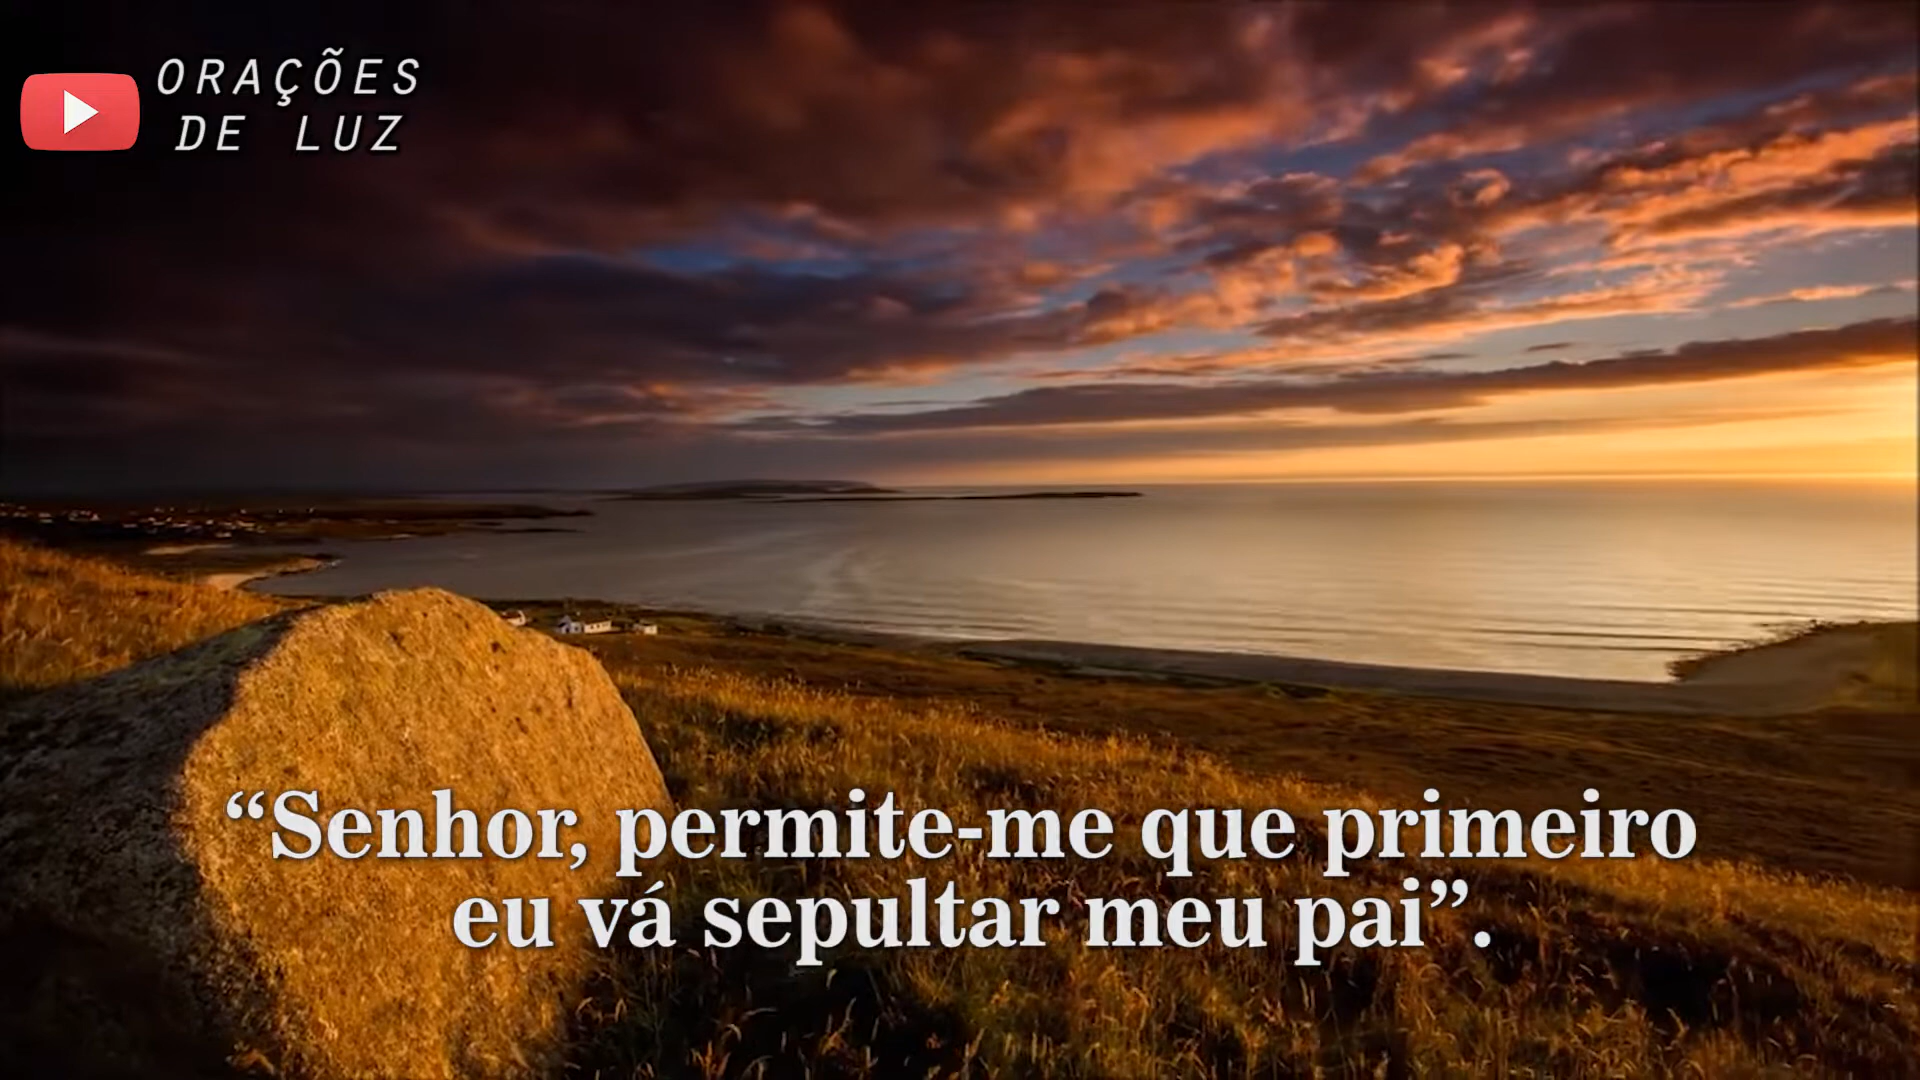 ORAÇÕES
DE LUZ
“Senhor, permite-me que primeiro
eu vá sepultar meu pai”.